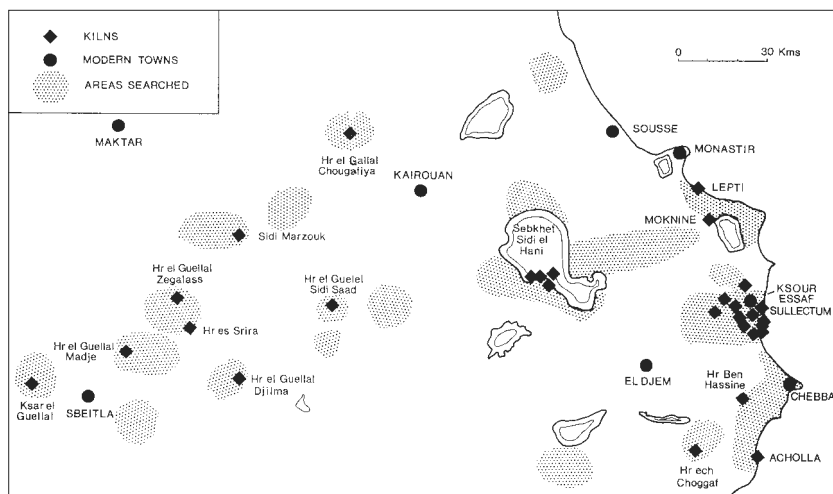 KILNS
MODERN TOWNS
AREAS SEARCHED
0 30 Kms
MAKTAR
Hr el Gallal
Chougafiya
KAIROUAN
SOUSSE
MONASTIR
LEPTI
MOKNINE
Sidi Marzouk
Sebkhet
Sidi el
Hani
Hr el Guellal
Zegalass
Hr el Guelel
Sidi Saad
KSOUR
ESSAF
SULLECTUM
Hr es Srira
Hr el Guellal
Madje
Ksar el
Guellal
SBEITLA
Hr el Guellal
Djilma
EL DJEM
Hr Ben
Hassine
CHEBBA
Hr ech
Choggaf
ACHOLLA